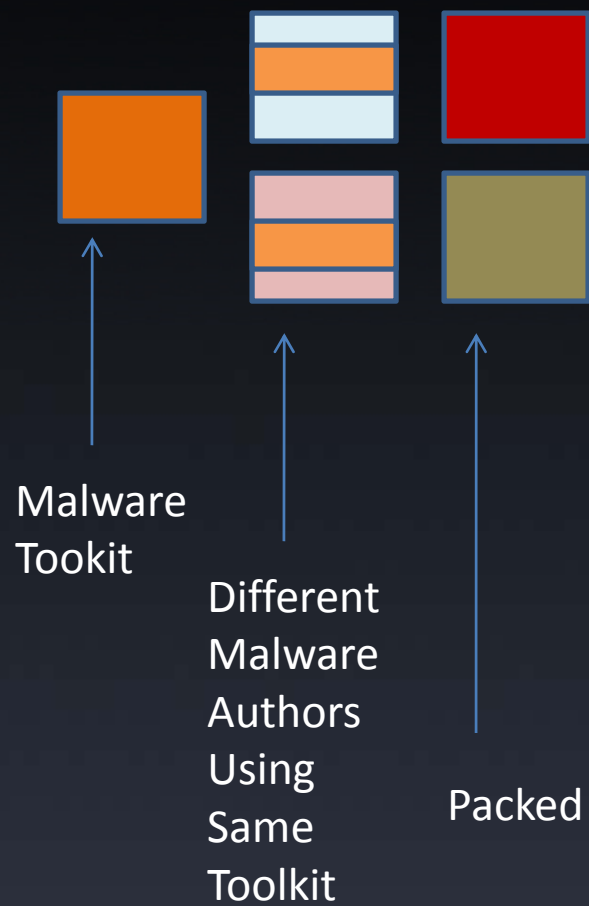 Malware
Tookit
Different
Malware
Authors
Using
Same
Toolkit
Packed